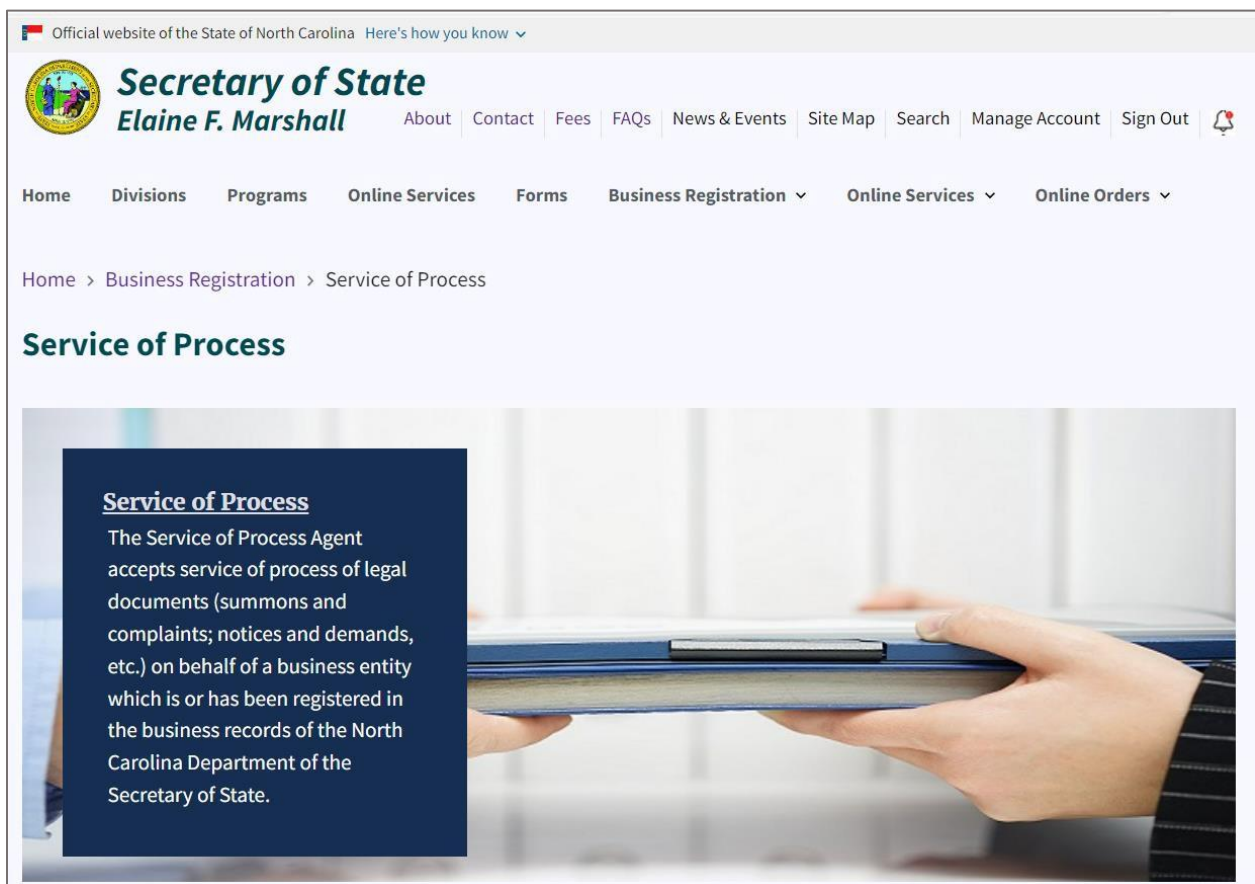 Official website of the State of North Carolina Here's how you know
Secretary of State
Elaine F. Marshall
About Contact Fees FAQs News & Events Site Map Search Manage Account Sign Out
Home Divisions Programs Online Services Forms Business Registration Online Services Online Orders
Home > Business Registration > Service of Process
Service of Process
Service of Process
The Service of Process Agent
accepts service of process of legal
documents (summons and
complaints; notices and demands,
etc.) on behalf of a business entity
which is or has been registered in
the business records of the North
Carolina Department of the
Secretary of State.